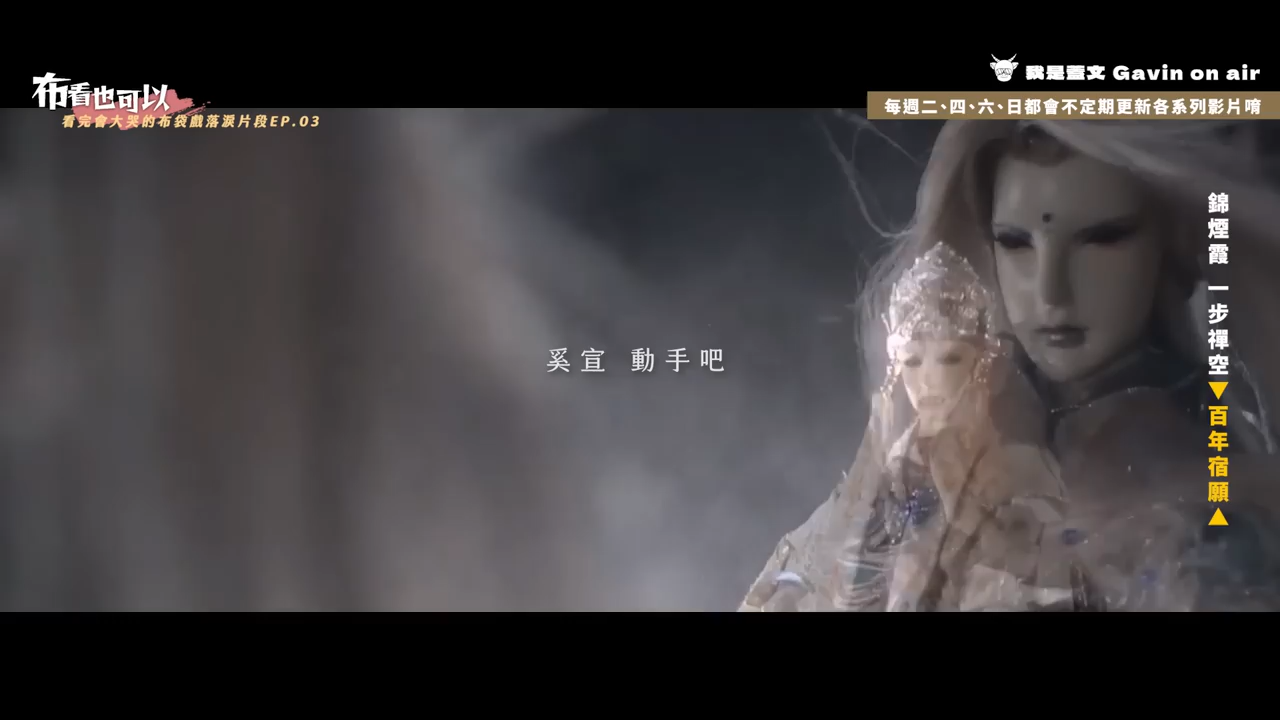 布看也可以
看完會大哭的布袋戲落淚片段EP.03
我是蓋文 Gavin on air
每週二、四、六、日都會不定期更新各系列影片唷
奚宣 動手吧
錦煙霞 一步禪空▼百年宿願▲